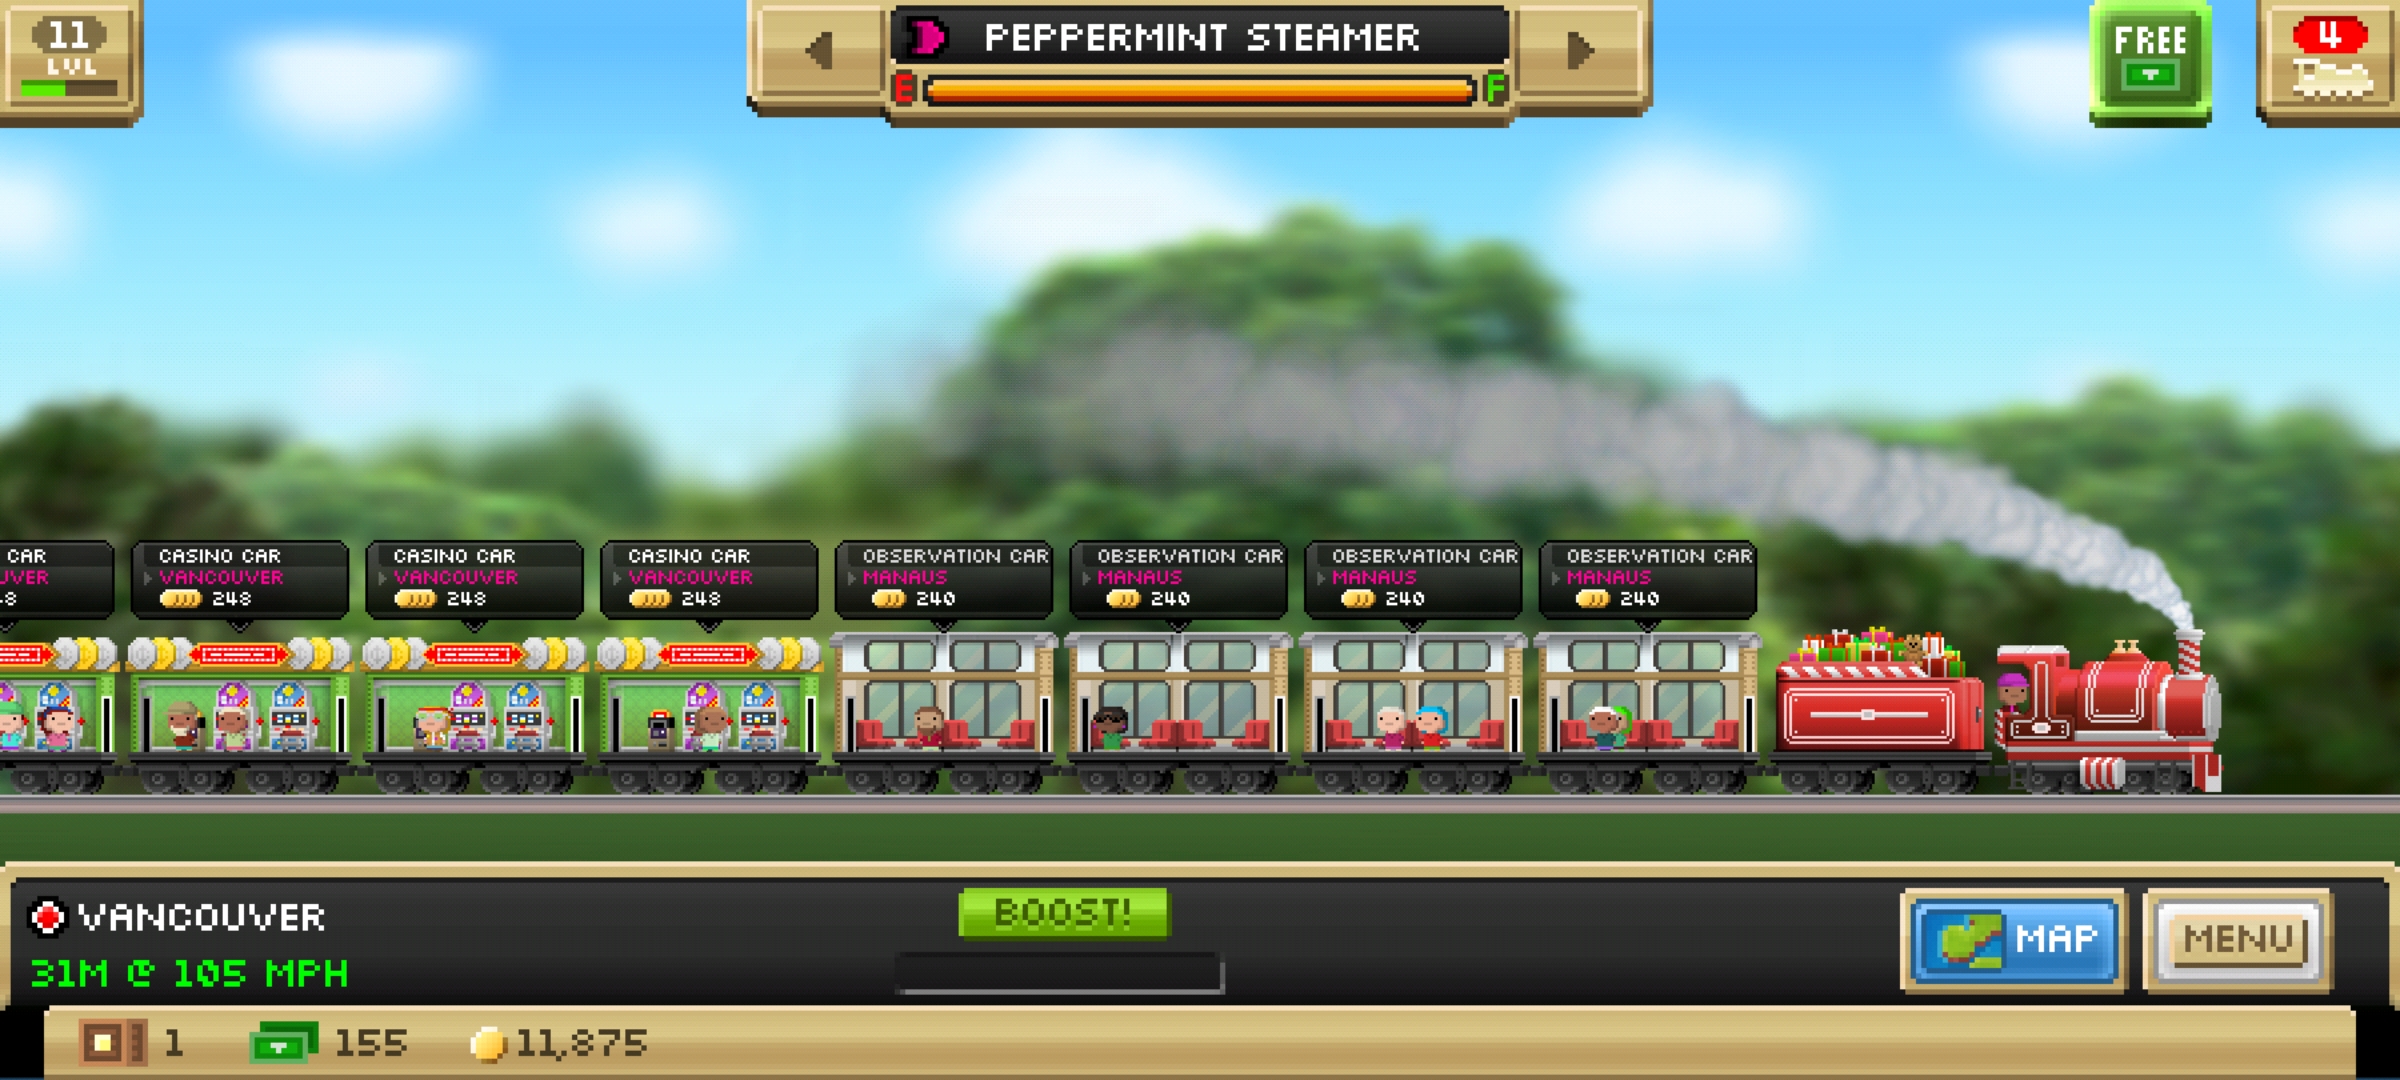 11
LVL
PEPPERMINT STEAMER
E F
FREE
4
CAR
UVER
48
CASINO CAR
VANCOUVER
248
CASINO CAR
VANCOUVER
248
CASINO CAR
VANCOUVER
248
OBSERVATION CAR
MANAUS
240
OBSERVATION CAR
MANAUS
240
OBSERVATION CAR
MANAUS
240
OBSERVATION CAR
MANAUS
240
VANCOUVER
31M @ 105 MPH
BOOST!
MAP
MENU
1
155
11,875